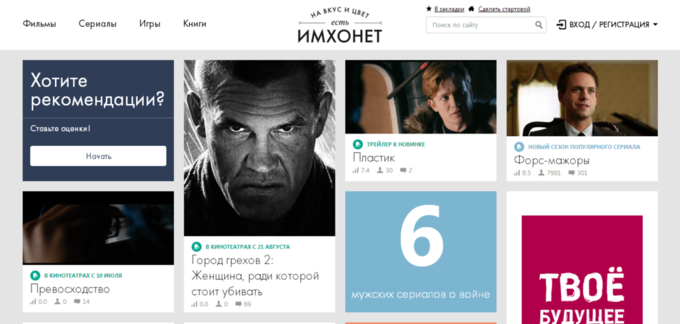 Фильмы
Сериалы
Игры
Книги
НА ВКУС И ЦВЕТ
есть
ИМХОНЕТ
В закладки
Сделать стартовой
Поиск по сайту
ВХОД / РЕГИСТРАЦИЯ
Хотите
рекомендации?
Ставьте оценки!
Начать
В КИНОТЕАТРАХ С 21 АВГУСТА
Город грехов 2:
Женщина, ради которой
стоит убивать
0.0 0 69
ТРЕЙЛЕР К НОВИНКЕ
Пластик
7.4 30 2
НОВЫЙ СЕЗОН ПОПУЛЯРНОГО СЕРИАЛА
Форс-мажоры
8.5 7991 301
В КИНОТЕАТРАХ С 10 ИЮЛЯ
Превосходство
0.0 0 14
6
мужских сериалов о войне
ТВОЁ
БУДУЩЕЕ